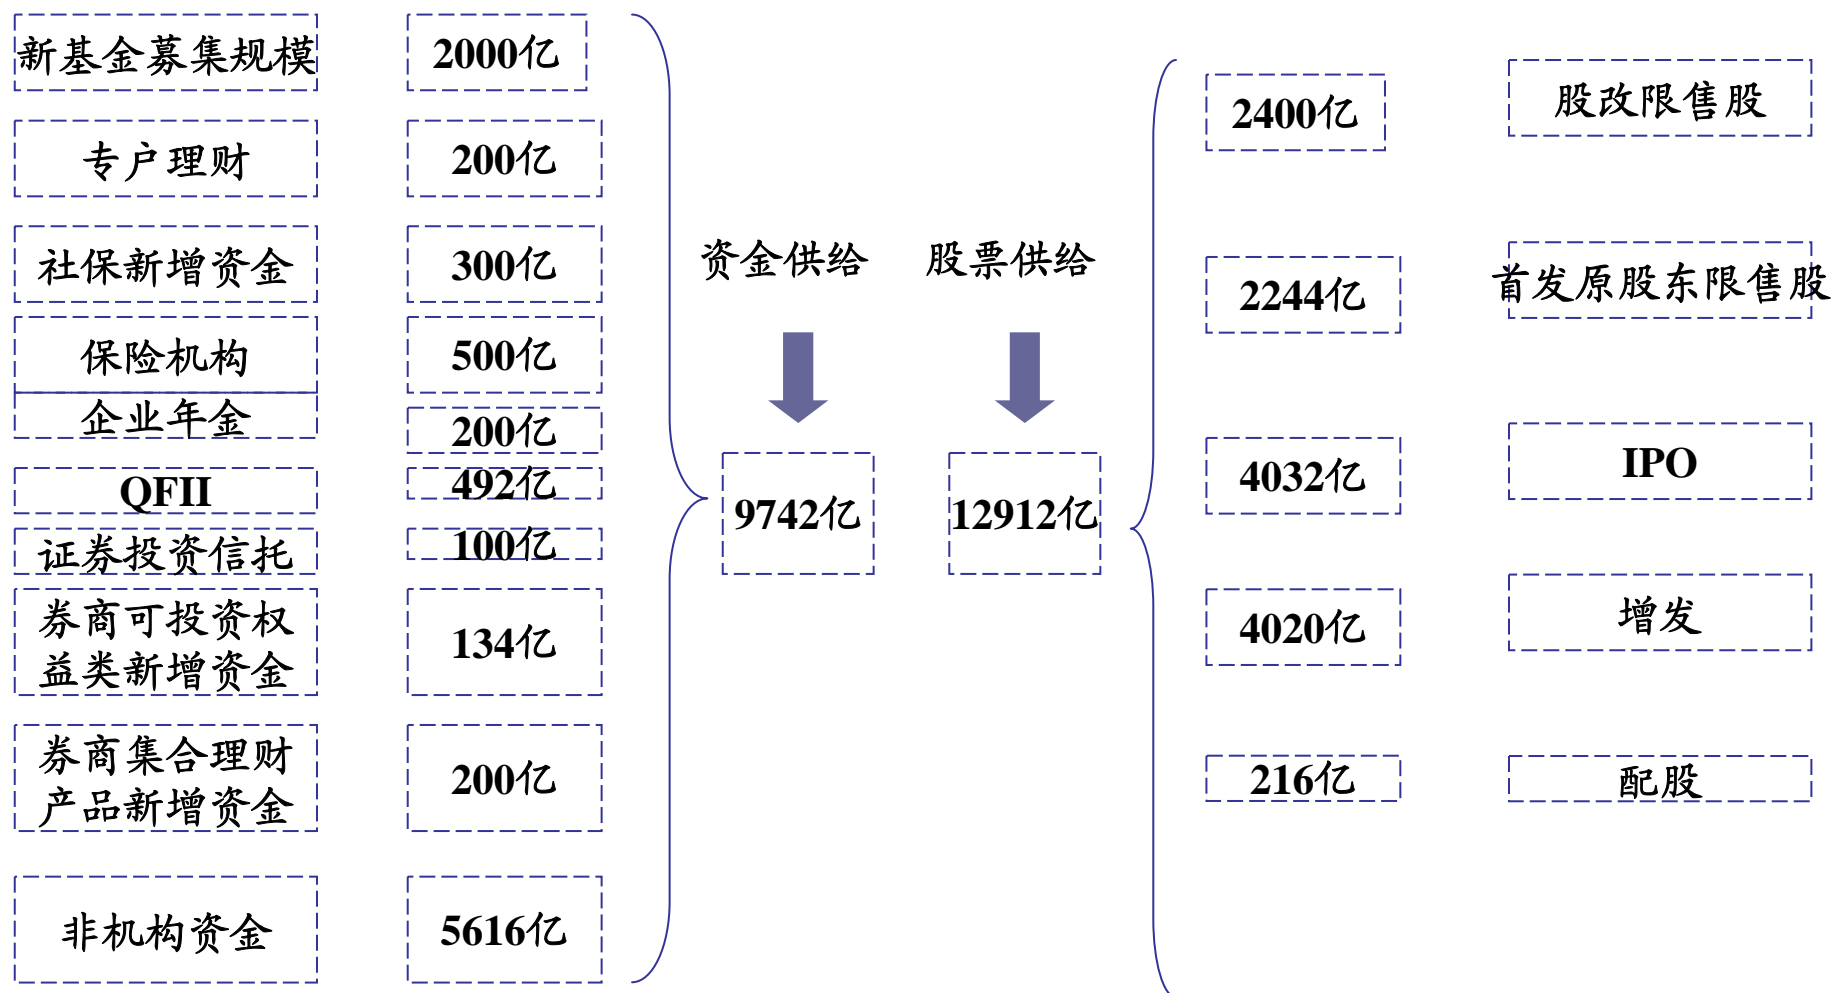 新基金募集规模
2000亿
专户理财
200亿
社保新增资金
300亿
保险机构
500亿
企业年金
200亿
QFII
492亿
证券投资信托
100亿
券商可投资权
益类新增资金
134亿
券商集合理财
产品新增资金
200亿
非机构资金
5616亿
资金供给
9742亿
股票供给
12912亿
2400亿
股改限售股
2244亿
首发原股东限售股
4032亿
IPO
4020亿
增发
216亿
配股